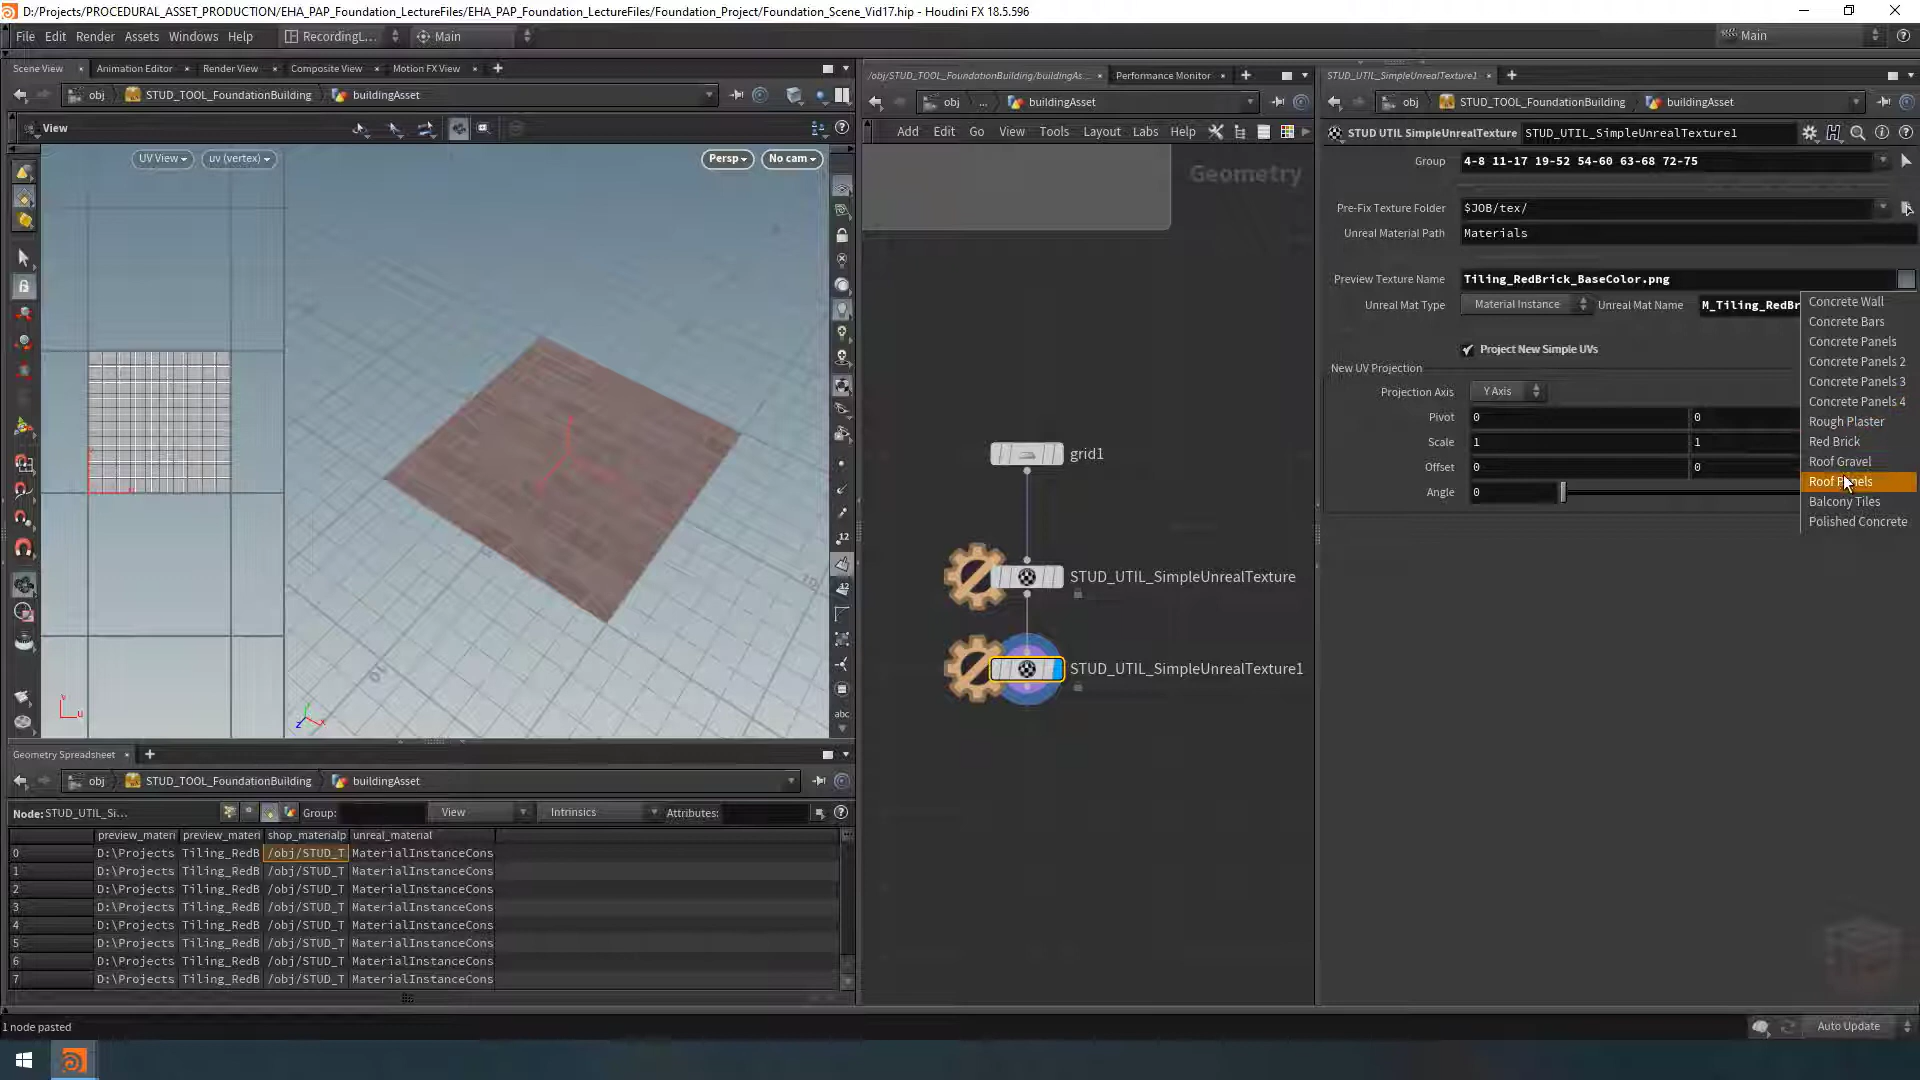 D:/Projects/PROCEDURAL_ASSET_PRODUCTION/EHA_PAP_Foundation_LectureFiles/EHA_PAP_Foundation_LectureFiles/Foundation_Project/Foundation_Scene_Vid17.hip - Houdini FX 18.5.596
File Edit Render Assets Windows Help RecordingL... Main Main
Scene View Animation Editor Render View Composite View Motion FX View
obj STUD_TOOL_FoundationBuilding buildingAsset
View
UV View uv (vertex) Persp No cam
/obj/STUD_TOOL_FoundationBuilding/buildingAs... Performance Monitor
obj ... buildingAsset
Add Edit Go View Tools Layout Labs Help
Geometry
grid1
STUD_UTIL_SimpleUnrealTexture
STUD_UTIL_SimpleUnrealTexture1
STUD_UTIL_SimpleUnrealTexture1
obj STUD_TOOL_FoundationBuilding buildingAsset
STUD UTIL SimpleUnrealTexture STUD_UTIL_SimpleUnrealTexture1
Group 4-8 11-17 19-52 54-60 63-68 72-75
Pre-Fix Texture Folder $JOB/tex/
Unreal Material Path Materials
Preview Texture Name Tiling_RedBrick_BaseColor.png
Unreal Mat Type Material Instance Unreal Mat Name M_Tiling_RedBr
Project New Simple UVs
New UV Projection
Projection Axis Y Axis
Pivot 0 0
Scale 1 1
Offset 0 0
Angle 0
Concrete Wall
Concrete Bars
Concrete Panels
Concrete Panels 2
Concrete Panels 3
Concrete Panels 4
Rough Plaster
Red Brick
Roof Gravel
Roof Panels
Balcony Tiles
Polished Concrete
12
12
abc
10
10
v
u
z
x
Geometry Spreadsheet
obj STUD_TOOL_FoundationBuilding buildingAsset
Node: STUD_UTIL_Si... Group: View Intrinsics Attributes:
preview_materi preview_materi shop_materialp unreal_material
0 D:\Projects Tiling_RedB /obj/STUD_T MaterialInstanceCons
1 D:\Projects Tiling_RedB /obj/STUD_T MaterialInstanceCons
2 D:\Projects Tiling_RedB /obj/STUD_T MaterialInstanceCons
3 D:\Projects Tiling_RedB /obj/STUD_T MaterialInstanceCons
4 D:\Projects Tiling_RedB /obj/STUD_T MaterialInstanceCons
5 D:\Projects Tiling_RedB /obj/STUD_T MaterialInstanceCons
6 D:\Projects Tiling_RedB /obj/STUD_T MaterialInstanceCons
7 D:\Projects Tiling_RedB /obj/STUD_T MaterialInstanceCons
1 node pasted
Auto Update